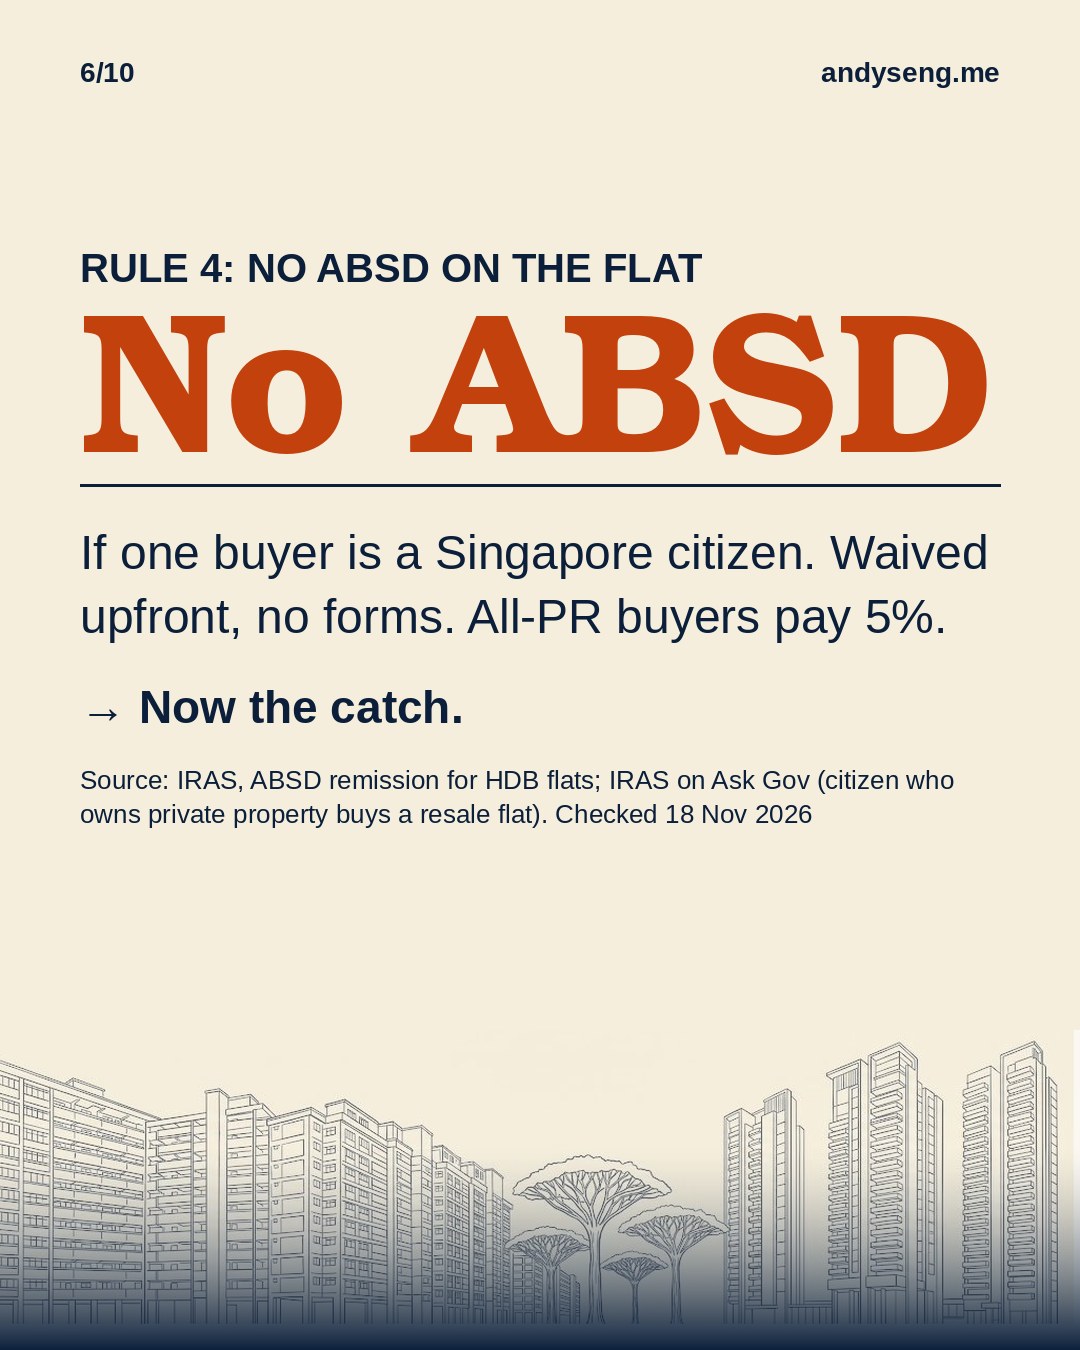 6/10
andyseng.me
RULE 4: NO ABSD ON THE FLAT
No ABSD
If one buyer is a Singapore citizen. Waived
upfront, no forms. All-PR buyers pay 5%.
→ Now the catch.
Source: IRAS, ABSD remission for HDB flats; IRAS on Ask Gov (citizen who
owns private property buys a resale flat). Checked 18 Nov 2026